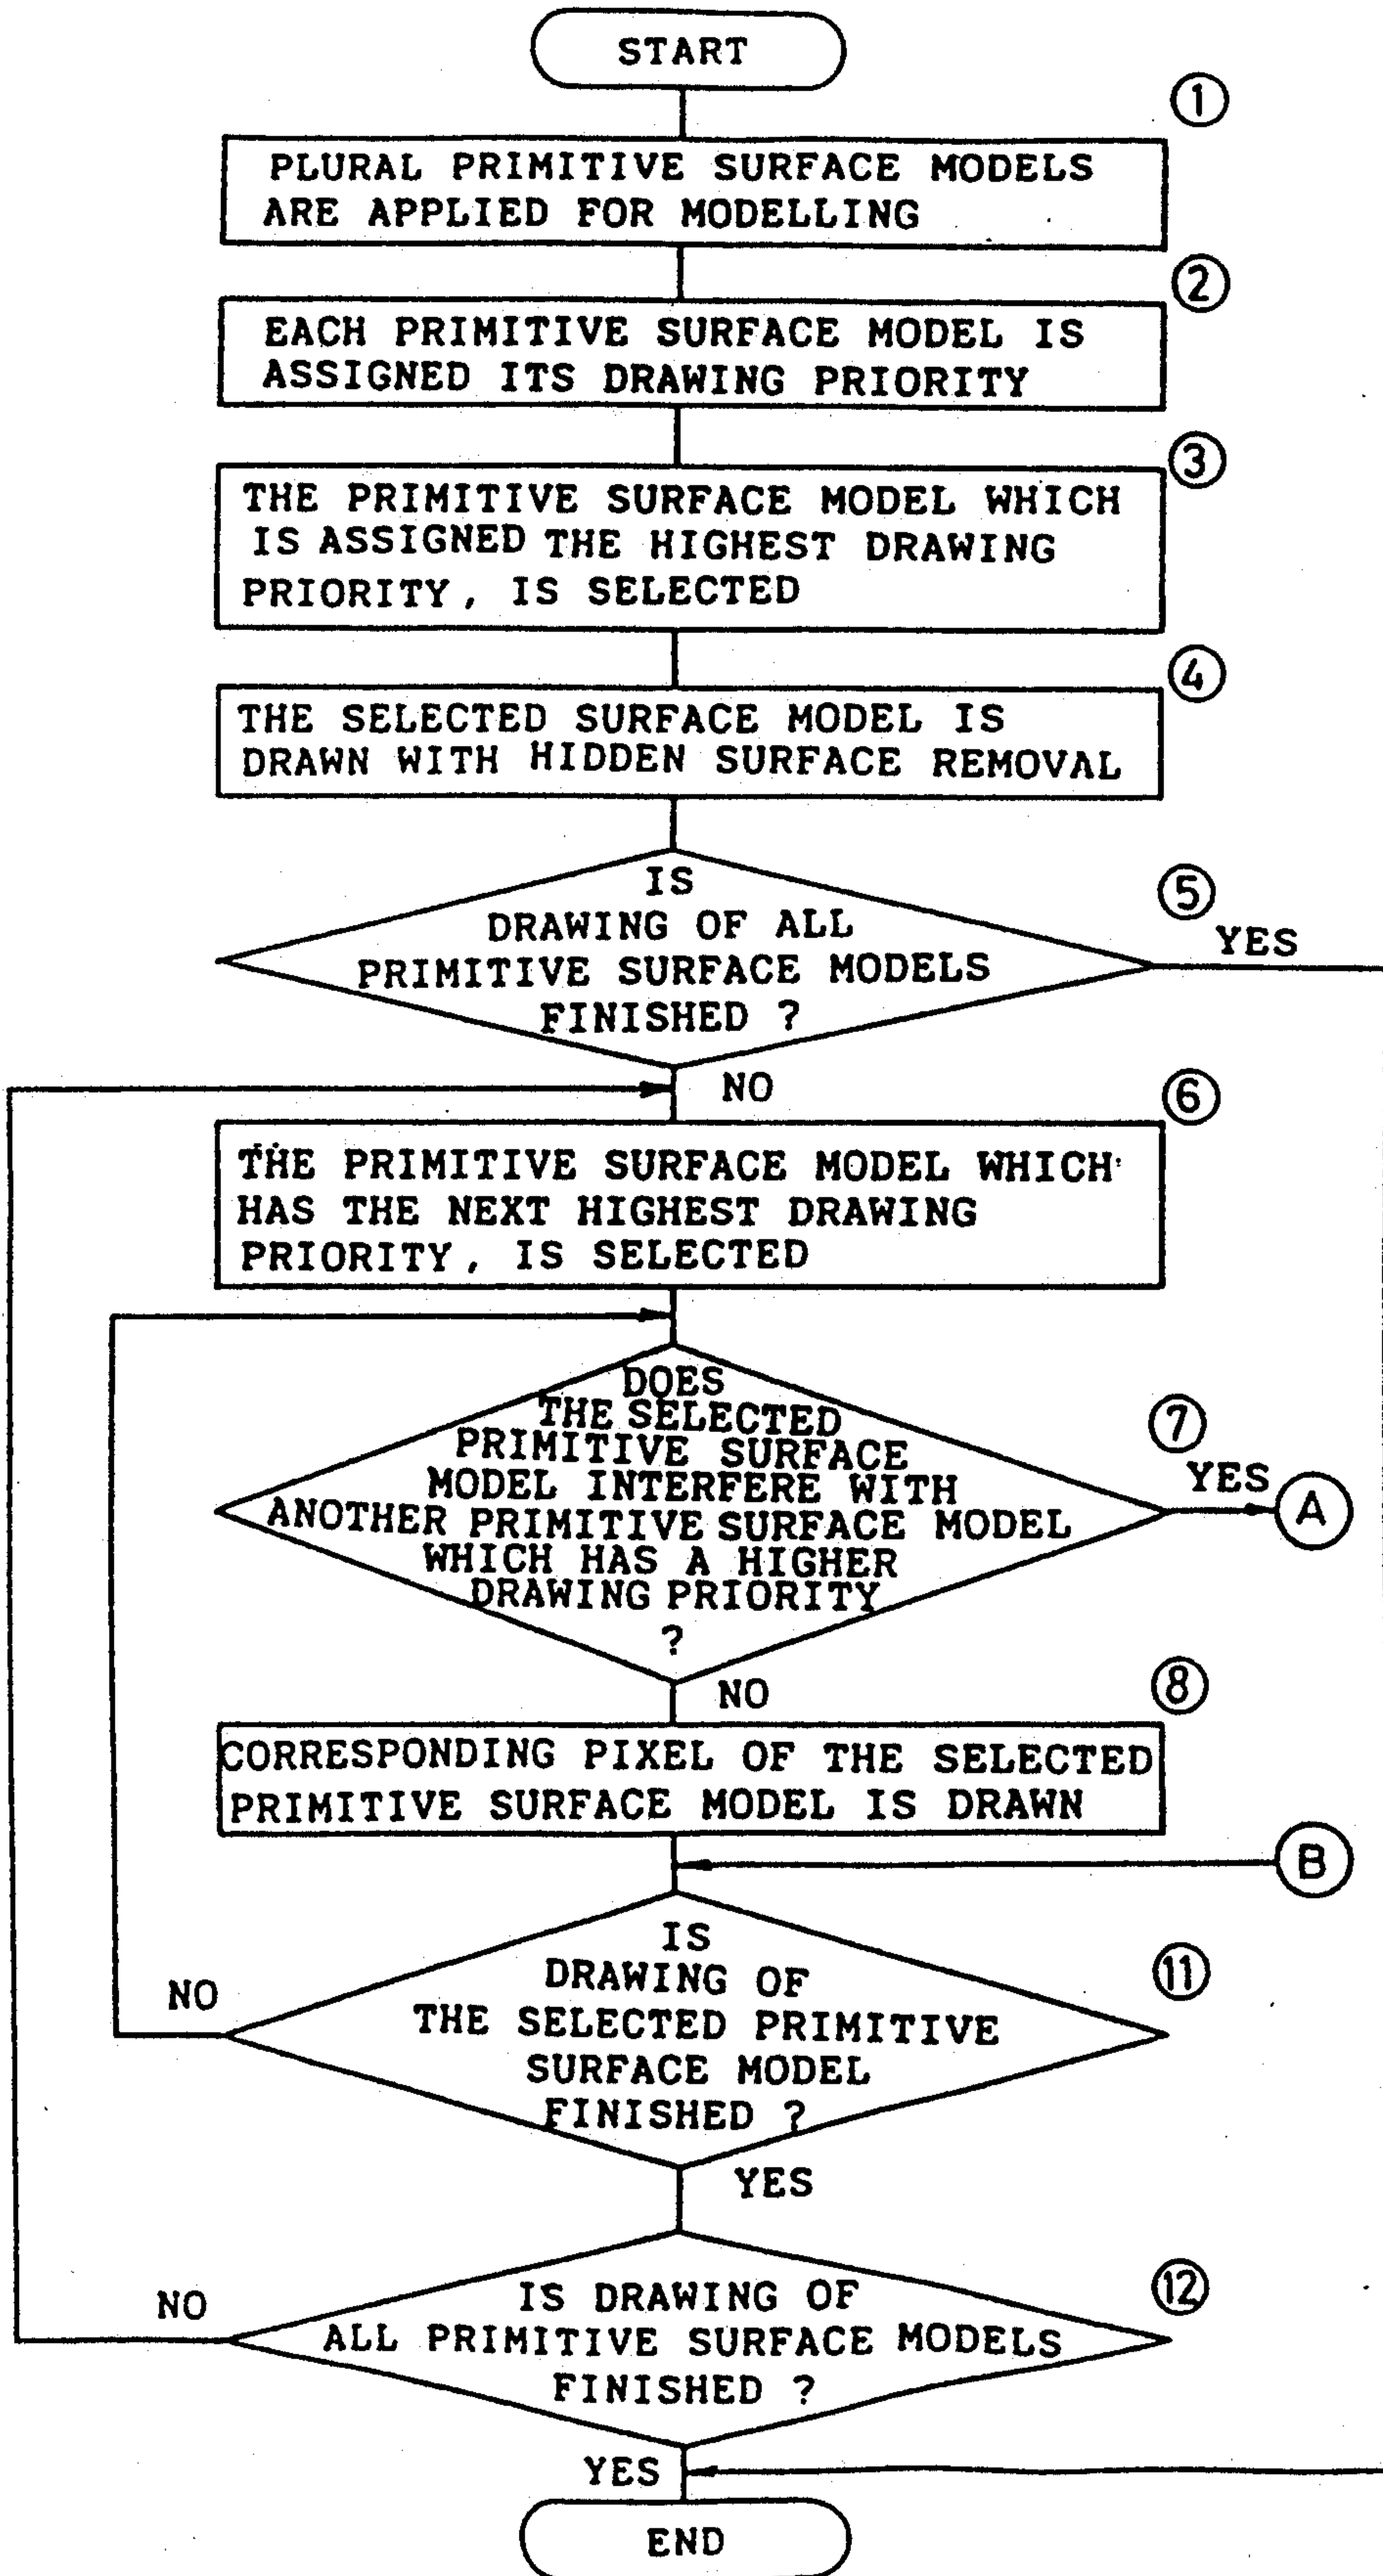 START
①
PLURAL PRIMITIVE SURFACE MODELS
ARE APPLIED FOR MODELLING
②
EACH PRIMITIVE SURFACE MODEL IS
ASSIGNED ITS DRAWING PRIORITY
③
THE PRIMITIVE SURFACE MODEL WHICH
IS ASSIGNED THE HIGHEST DRAWING
PRIORITY, IS SELECTED
④
THE SELECTED SURFACE MODEL IS
DRAWN WITH HIDDEN SURFACE REMOVAL
⑤
IS
DRAWING OF ALL
PRIMITIVE SURFACE MODELS
FINISHED ?
YES
NO
⑥
THE PRIMITIVE SURFACE MODEL WHICH
HAS THE NEXT HIGHEST DRAWING
PRIORITY, IS SELECTED
⑦
DOES
THE SELECTED
PRIMITIVE SURFACE
MODEL INTERFERE WITH
ANOTHER PRIMITIVE SURFACE MODEL
WHICH HAS A HIGHER
DRAWING PRIORITY
?
YES
A
NO
⑧
CORRESPONDING PIXEL OF THE SELECTED
PRIMITIVE SURFACE MODEL IS DRAWN
B
⑪
IS
DRAWING OF
THE SELECTED PRIMITIVE
SURFACE MODEL
FINISHED ?
NO
YES
⑫
IS DRAWING OF
ALL PRIMITIVE SURFACE MODELS
FINISHED ?
NO
YES
END